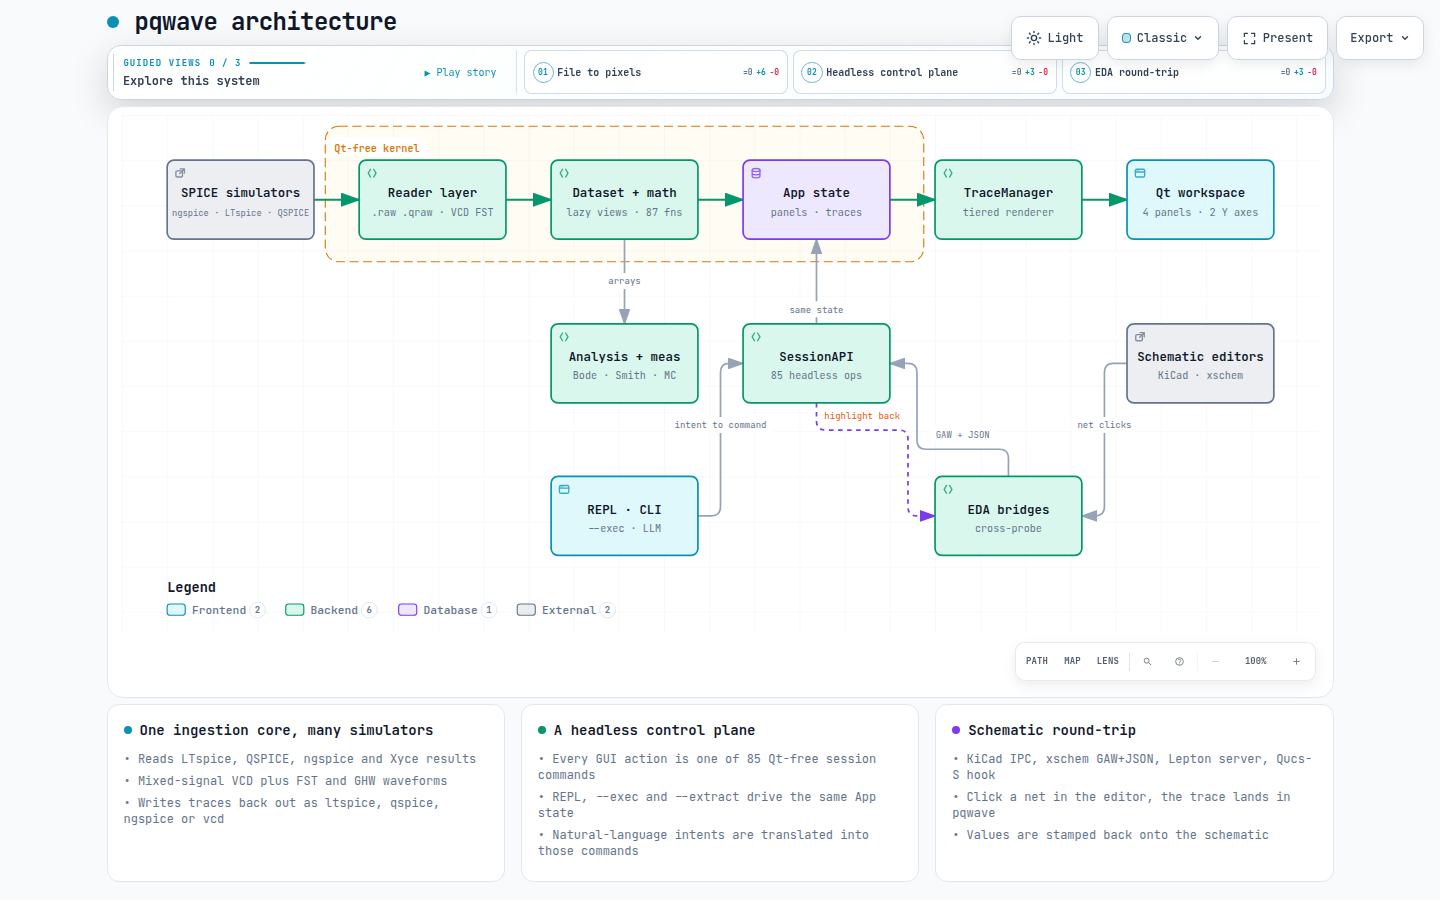 pqwave architecture
Light
Classic
Present
Export
GUIDED VIEWS 0 / 3
Explore this system
▶ Play story
01 File to pixels =0 +6 -0
02 Headless control plane =0 +3 -0
03 EDA round-trip =0 +3 -0
Qt-free kernel
SPICE simulators
ngspice · LTspice · QSPICE
Reader layer
.raw .qraw · VCD FST
Dataset + math
lazy views · 87 fns
App state
panels · traces
TraceManager
tiered renderer
Qt workspace
4 panels · 2 Y axes
arrays
same state
Analysis + meas
Bode · Smith · MC
SessionAPI
85 headless ops
Schematic editors
KiCad · xschem
highlight back
intent to command
GAW + JSON
net clicks
REPL · CLI
--exec · LLM
EDA bridges
cross-probe
Legend
Frontend 2
Backend 6
Database 1
External 2
PATH MAP LENS 100% +
One ingestion core, many simulators
• Reads LTspice, QSPICE, ngspice and Xyce results
• Mixed-signal VCD plus FST and GHW waveforms
• Writes traces back out as ltspice, qspice,
ngspice or vcd
A headless control plane
• Every GUI action is one of 85 Qt-free session
commands
• REPL, --exec and --extract drive the same App
state
• Natural-language intents are translated into
those commands
Schematic round-trip
• KiCad IPC, xschem GAW+JSON, Lepton server, Qucs-
S hook
• Click a net in the editor, the trace lands in
pqwave
• Values are stamped back onto the schematic